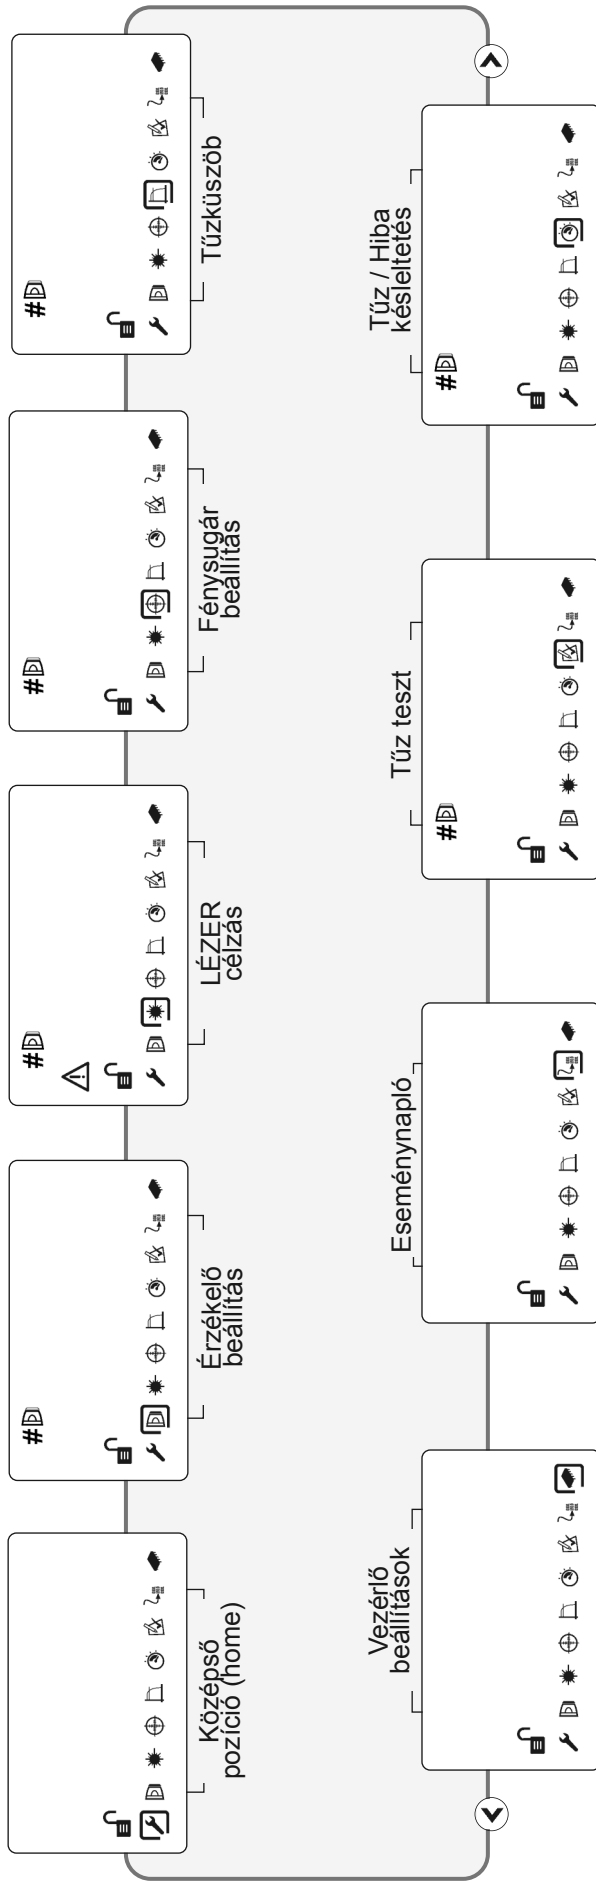 #
#
#
#
Középső
pozíció (home)
Érzékelő
beállítás
LÉZER
célzás
Fénysugár
beállítás
Tűzküszöb
#
#
Vezérlő
beállítások
Eseménynapló
Tűz teszt
Tűz / Hiba
késleltetés